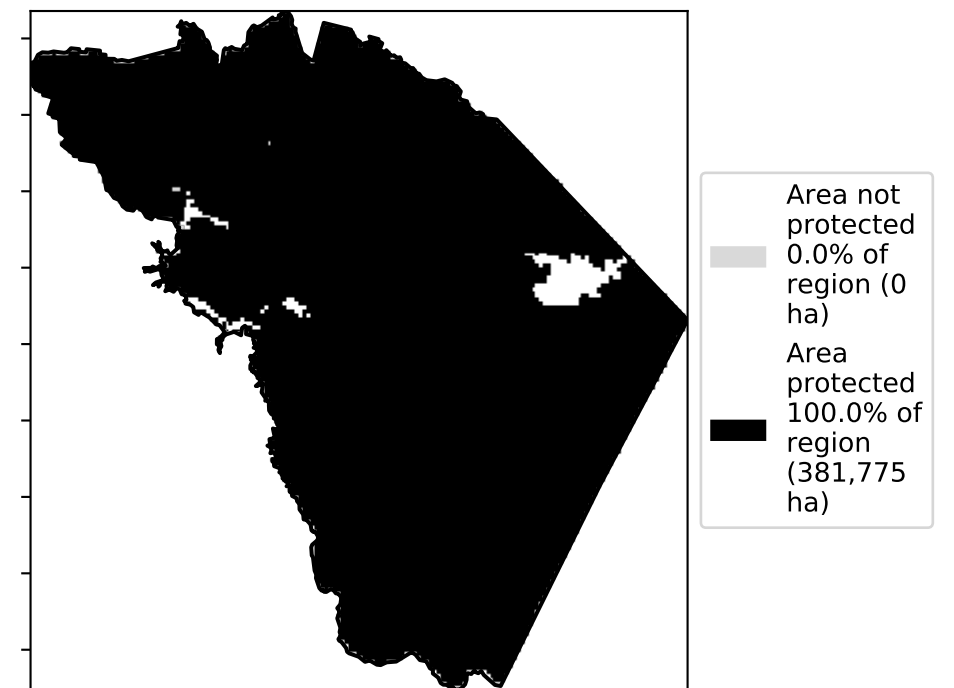 Area not
protected
0.0% of
region (0
ha)
Area
protected
100.0% of
region
(381,775
ha)